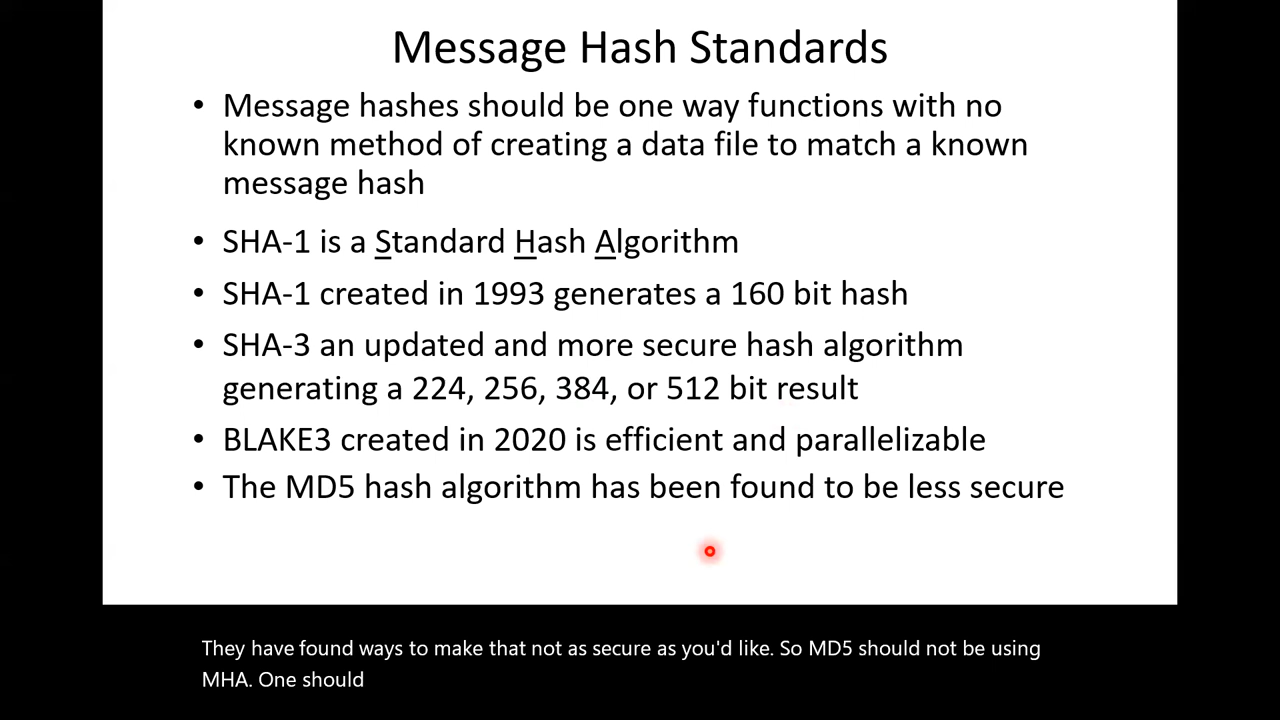 Message Hash Standards
• Message hashes should be one way functions with no
known method of creating a data file to match a known
message hash
• SHA-1 is a Standard Hash Algorithm
• SHA-1 created in 1993 generates a 160 bit hash
• SHA-3 an updated and more secure hash algorithm
generating a 224, 256, 384, or 512 bit result
• BLAKE3 created in 2020 is efficient and parallelizable
• The MD5 hash algorithm has been found to be less secure
They have found ways to make that not as secure as you'd like. So MD5 should not be using
MHA. One should